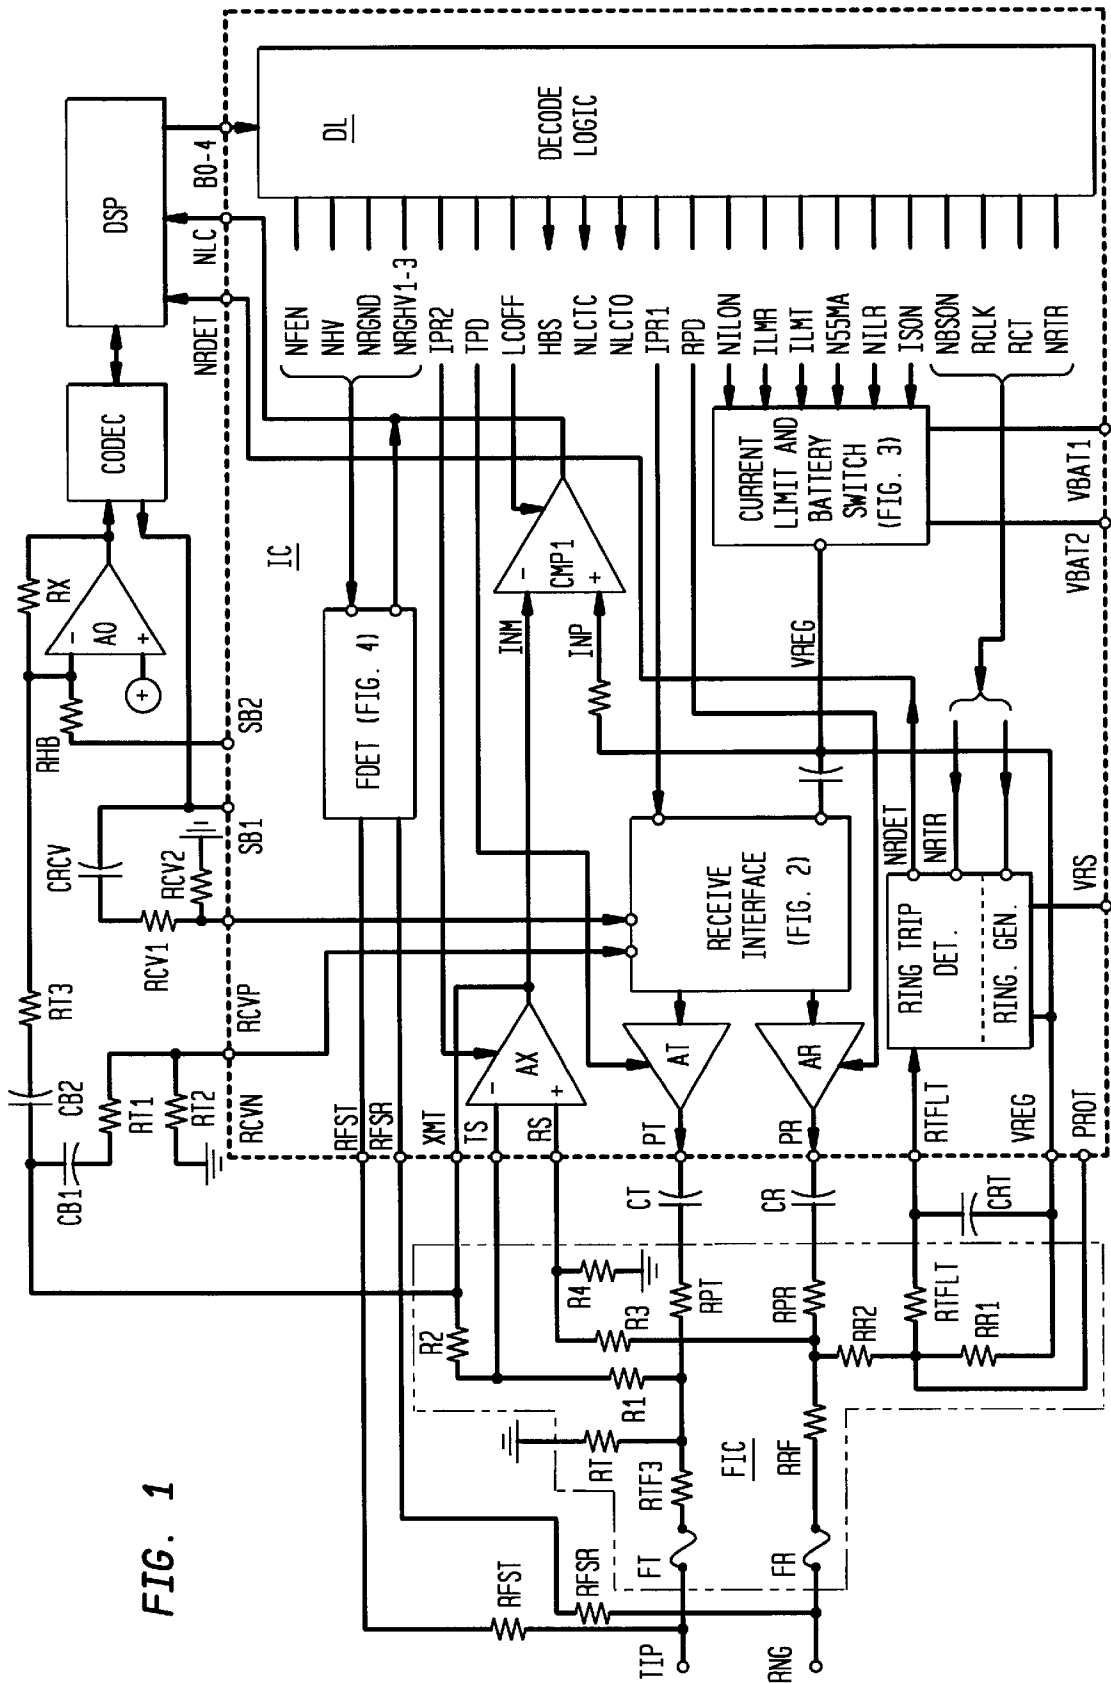 FIG. 1
DSP
CODEC
RX
AO
-
+
+
RHB
SB2
SB1
CRCV
RCV2
RCV1
RCVP
RT3
CB2
RT1
RT2
RCVN
CB1
NRDET
NLC
B0-4
IC
DL
DECODE
LOGIC
NFEN
NHV
NRGND
NRGHV1-3
IPR2
TPD
LCOFF
HBS
NLCTC
NLCTO
IPR1
RPD
NILON
ILMR
ILMT
N55MA
NILR
ISON
NBSON
RCLK
RCT
NRTR
FDET (FIG. 4)
CMP1
-
+
INM
INP
CURRENT
LIMIT AND
BATTERY
SWITCH
(FIG. 3)
VREG
VBAT1
VBAT2
RECEIVE
INTERFACE
(FIG. 2)
AX
-
+
AT
AR
NRDET
NRTR
RING TRIP
DET.
RING. GEN.
VRS
RFST
RFSR
XMT
TS
RS
PT
PR
RTFLT
VREG
PROT
CT
CR
CRT
R2
R4
R3
R1
RPT
RPR
RR2
RTFLT
RR1
RT
RTF3
FIC
RRF
FT
FR
RFST
RFSR
TIP
RNG